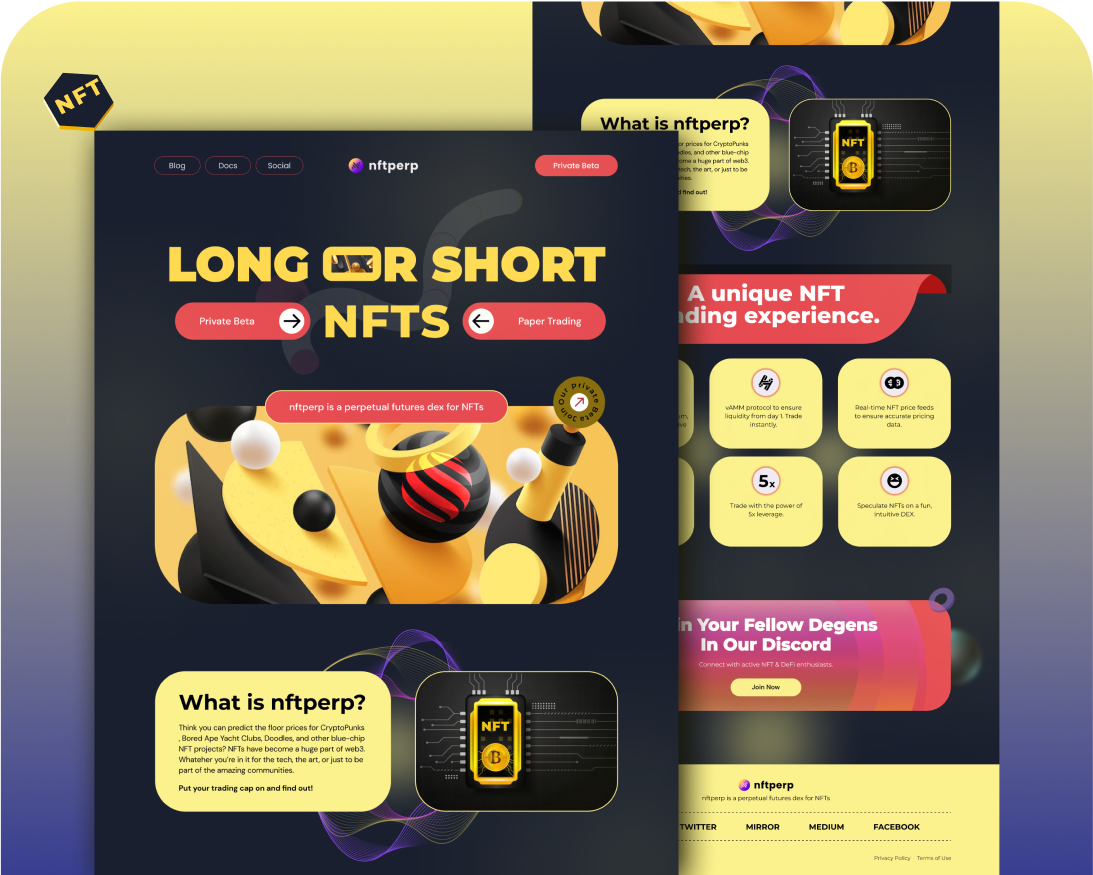 NFT
Blog
Docs
Social
nftperp
Private Beta
LONG OR SHORT
Private Beta
NFTS
Paper Trading
nftperp is a perpetual futures dex for NFTs
Join Our Private Beta
What is nftperp?
Think you can predict the floor prices for CryptoPunks
, Bored Ape Yacht Clubs, Doodles, and other blue-chip
NFT projects? NFTs have become a huge part of web3.
Whateher you're in it for the tech, the art, or just to be
part of the amazing communities.
Put your trading cap on and find out!
NFT
B
What is nftperp?
or prices for CryptoPunks
odles, and other blue-chip
ome a huge part of web3.
tech, the art, or just to be
ities.
d find out!
NFT
B
A unique NFT
ading experience.
vAMM protocol to ensure
liquidity from day 1. Trade
instantly.
Real-time NFT price feeds
to ensure accurate pricing
data.
5x
Trade with the power of
5x leverage.
Speculate NFTs on a fun,
intuitive DEX.
in Your Fellow Degens
In Our Discord
Connect with active NFT & DeFi enthusiasts.
Join Now
nftperp
nftperp is a perpetual futures dex for NFTs
TWITTER
MIRROR
MEDIUM
FACEBOOK
Privacy Policy
Terms of Use